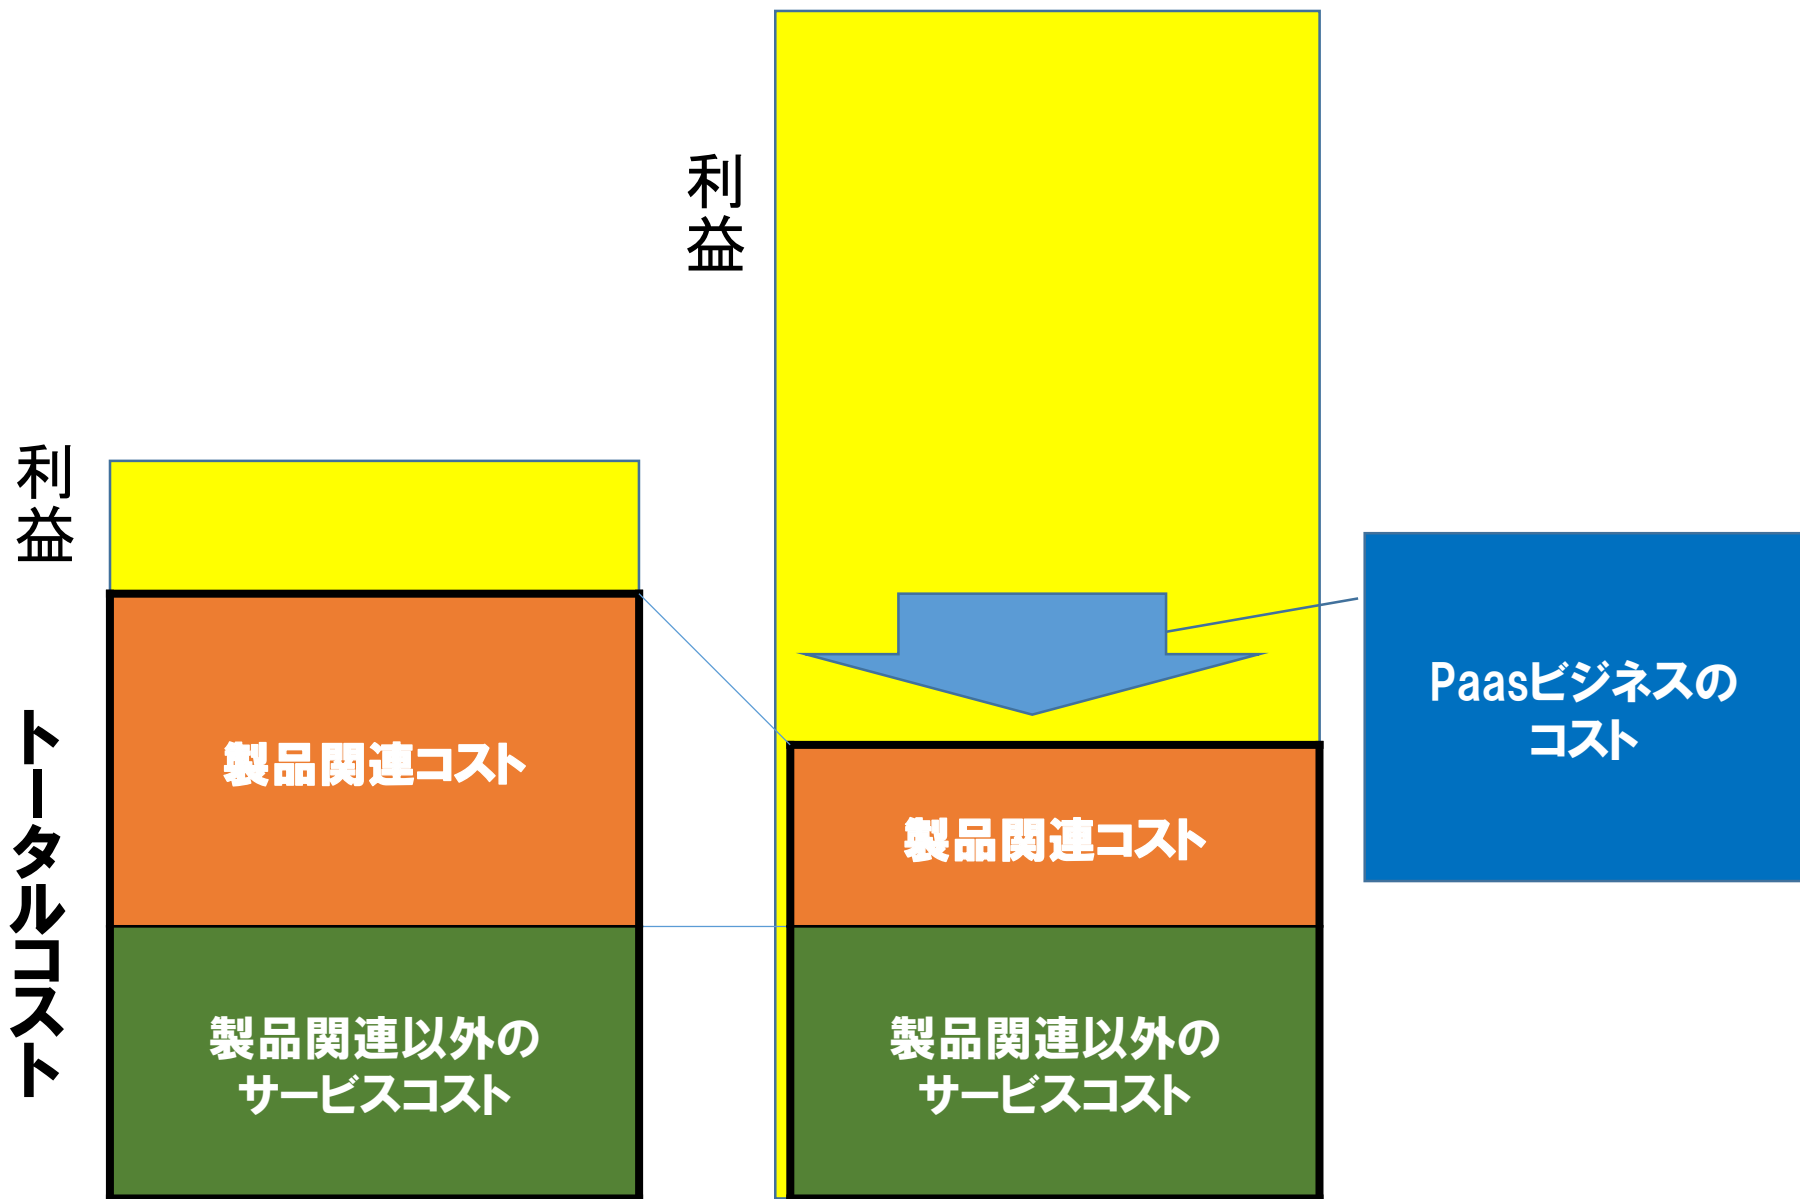 利益
トータルコスト
製品関連コスト
製品関連以外の
サービスコスト
利益
製品関連コスト
製品関連以外の
サービスコスト
Paasビジネスの
コスト